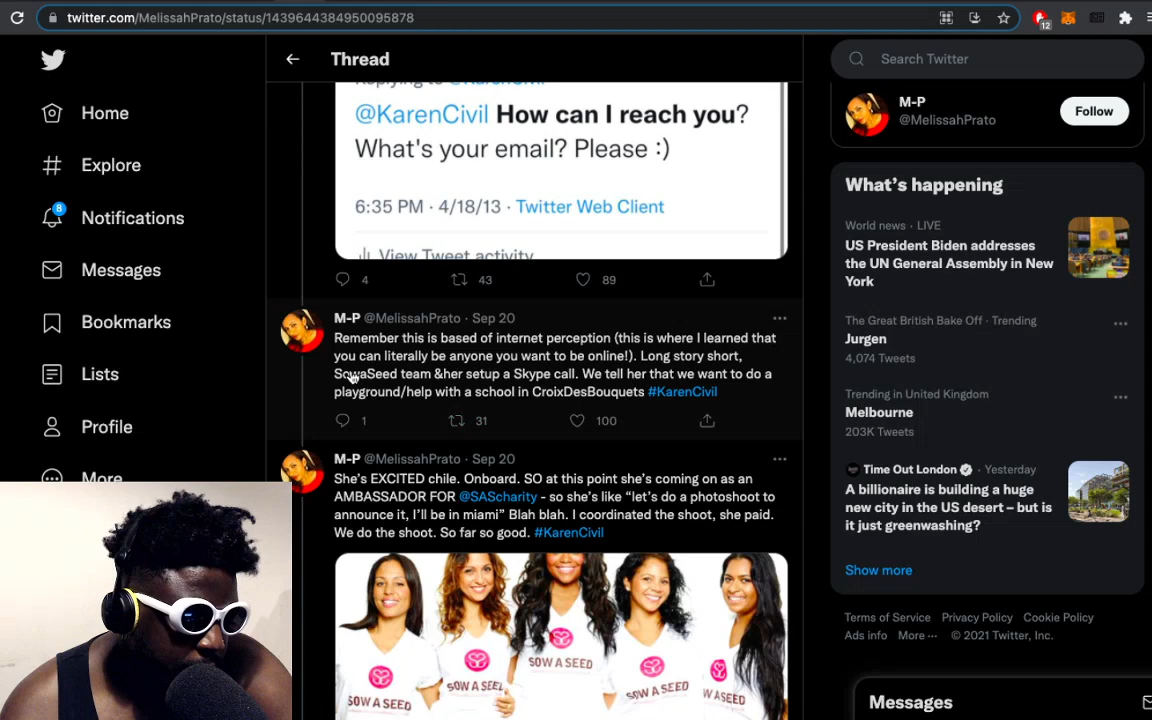 twitter.com/MelissahPrato/status/1439644384950095878
12
Home
Explore
8
Notifications
Messages
Bookmarks
Lists
Profile
More
Thread
Replying to @KarenCivil
@KarenCivil How can I reach you?
What's your email? Please :)
6:35 PM · 4/18/13 · Twitter Web Client
View Tweet activity
4 43 89
M-P @MelissahPrato · Sep 20
Remember this is based of internet perception (this is where I learned that
you can literally be anyone you want to be online!). Long story short,
SowaSeed team &her setup a Skype call. We tell her that we want to do a
playground/help with a school in CroixDesBouquets #KarenCivil
1 31 100
M-P @MelissahPrato · Sep 20
She's EXCITED chile. Onboard. SO at this point she's coming on as an
AMBASSADOR FOR @SAScharity - so she's like “let's do a photoshoot to
announce it, I'll be in miami” Blah blah. I coordinated the shoot, she paid.
We do the shoot. So far so good. #KarenCivil
SOW A SEED
SOW A SEED
SOW A SEED
W A SEED
Search Twitter
M-P
@MelissahPrato
Follow
What's happening
World news · LIVE
US President Biden addresses
the UN General Assembly in New
York
The Great British Bake Off · Trending
Jurgen
4,074 Tweets
Trending in United Kingdom
Melbourne
203K Tweets
Time Out London · Yesterday
A billionaire is building a huge
new city in the US desert – but is
it just greenwashing?
Show more
Terms of Service Privacy Policy Cookie Policy
Ads info More ··· © 2021 Twitter, Inc.
Messages